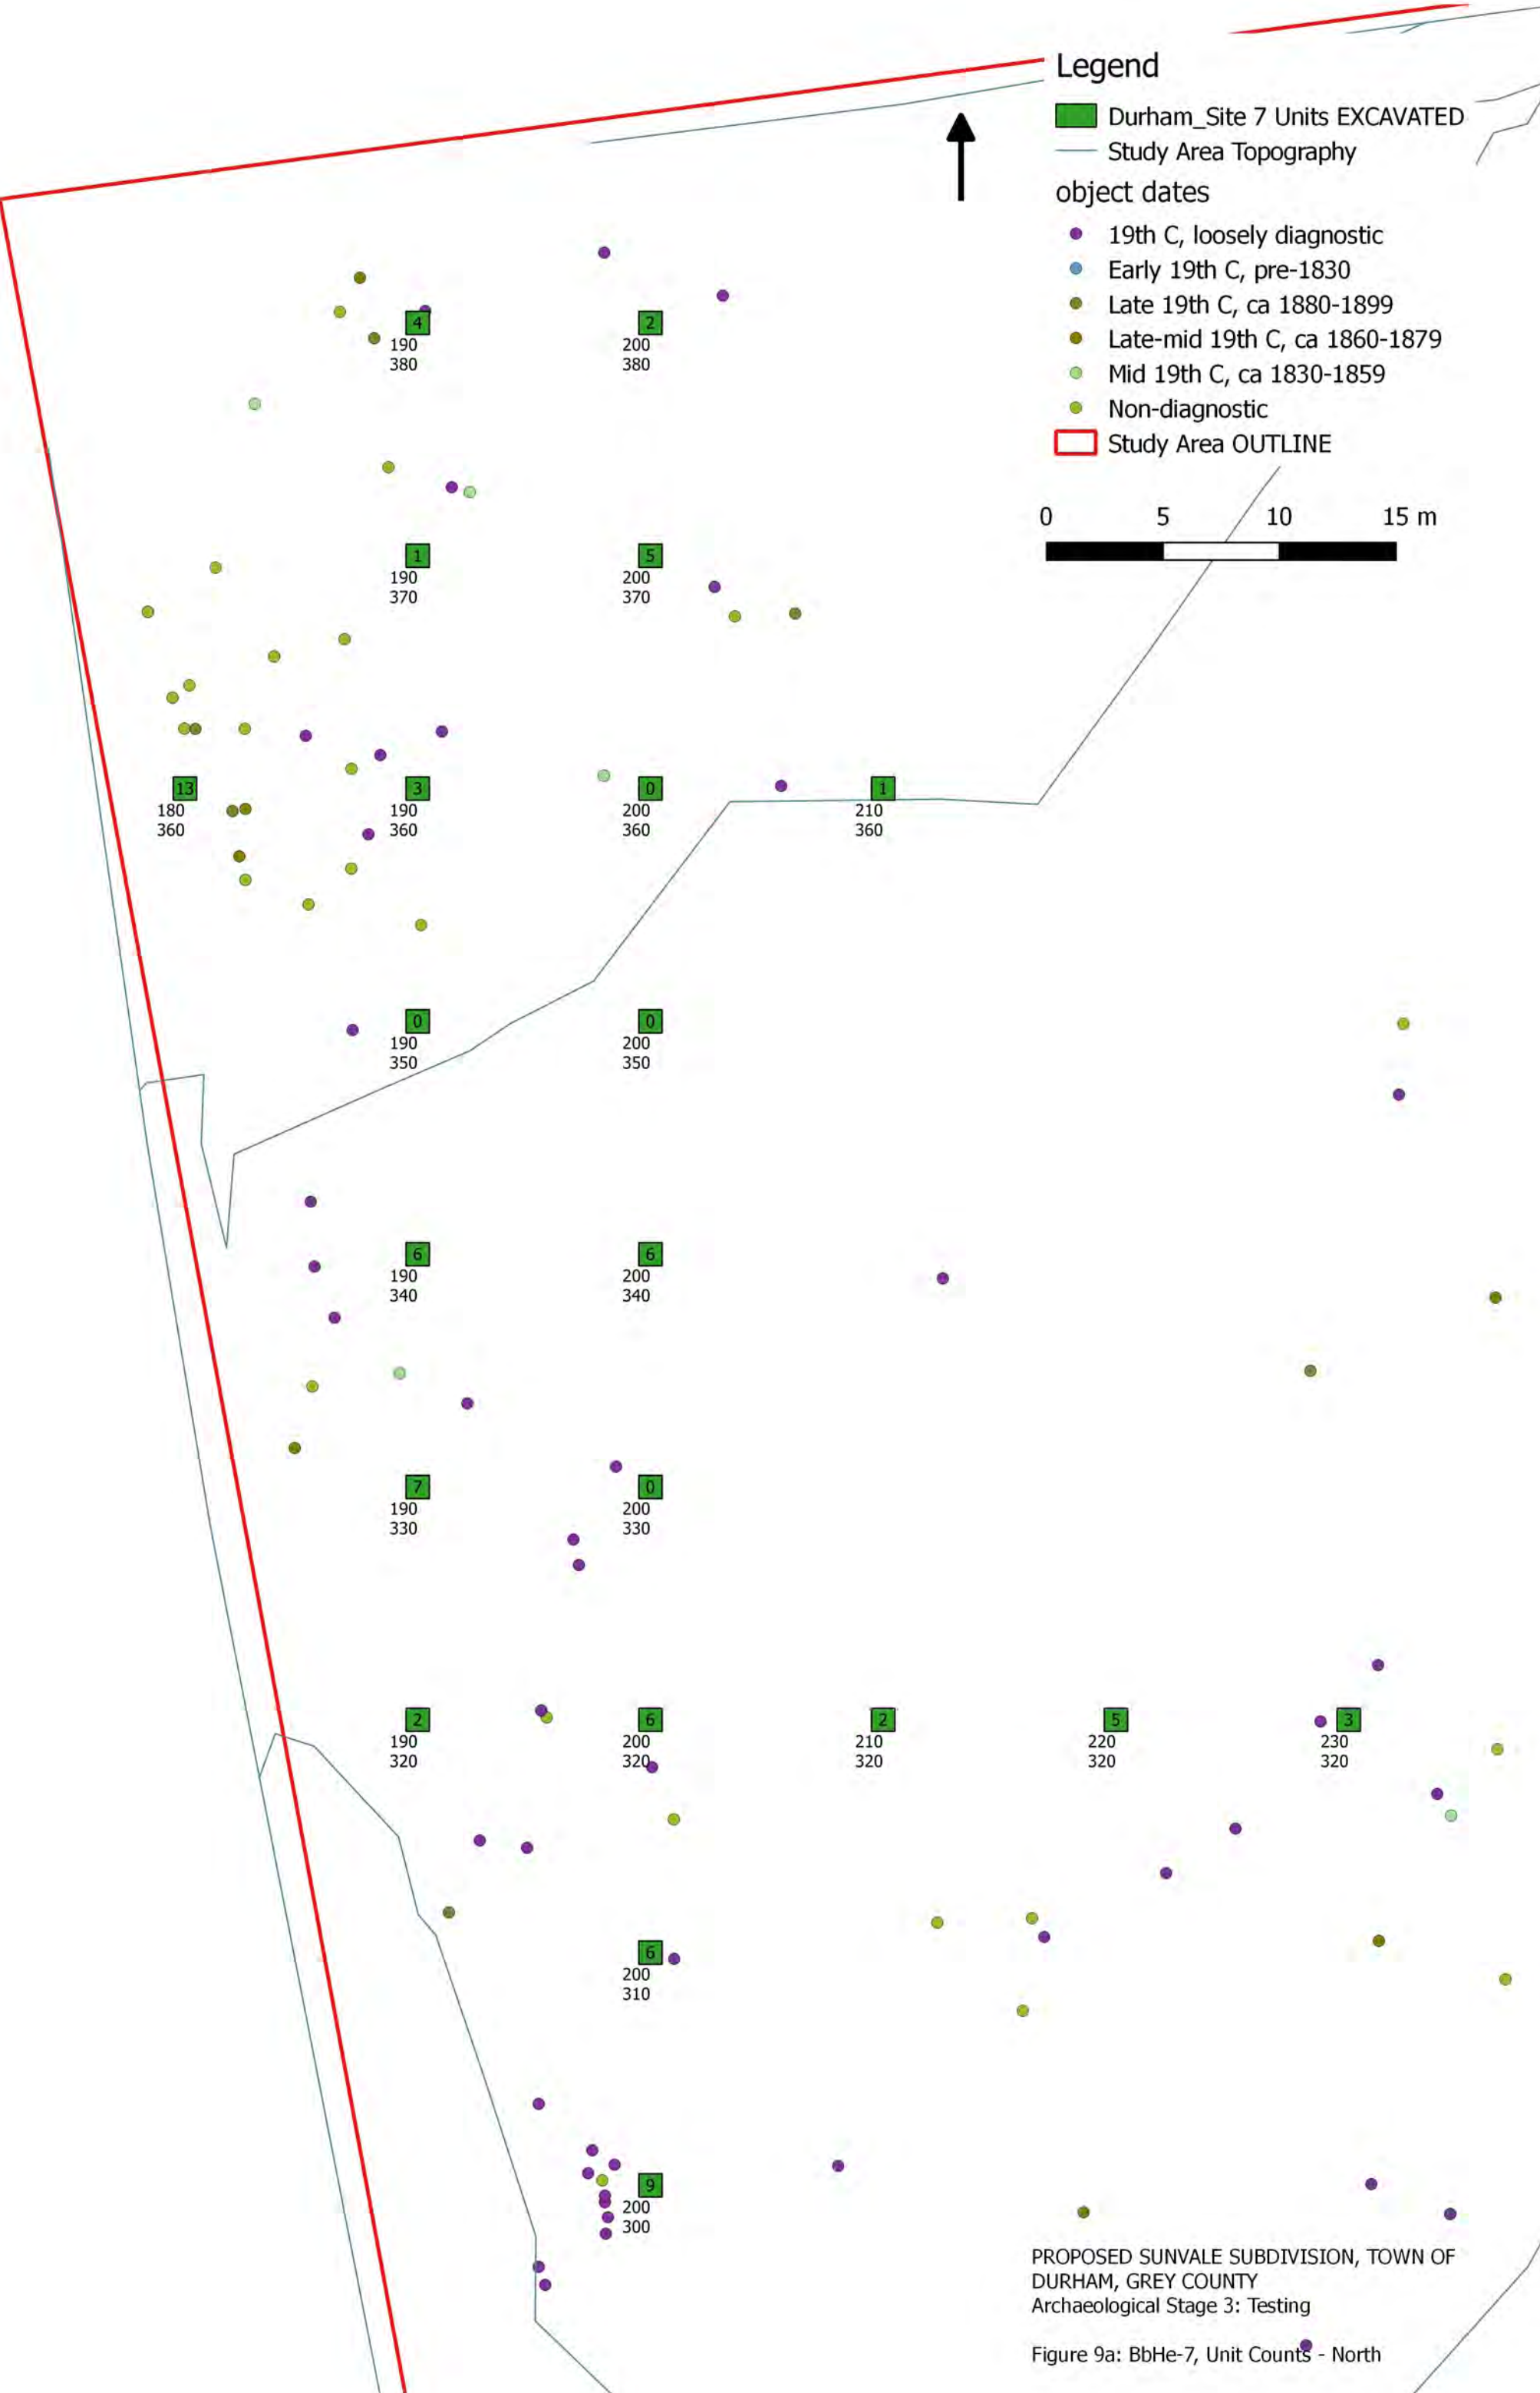 Legend
Durham_Site 7 Units EXCAVATED
Study Area Topography
object dates
19th C, loosely diagnostic
Early 19th C, pre-1830
Late 19th C, ca 1880-1899
Late-mid 19th C, ca 1860-1879
Mid 19th C, ca 1830-1859
Non-diagnostic
Study Area OUTLINE
0 5 10 15 m
4 2
190 200
380 380
1 5
190 200
370 370
13 3 0 1
180 190 200 210
360 360 360 360
0 0
190 200
350 350
6 6
190 200
340 340
7 0
190 200
330 330
2 6 2 5 3
190 200 210 220 230
320 320 320 320 320
6
200
310
9
200
300
PROPOSED SUNVALE SUBDIVISION, TOWN OF
DURHAM, GREY COUNTY
Archaeological Stage 3: Testing
Figure 9a: BbHe-7, Unit Counts - North